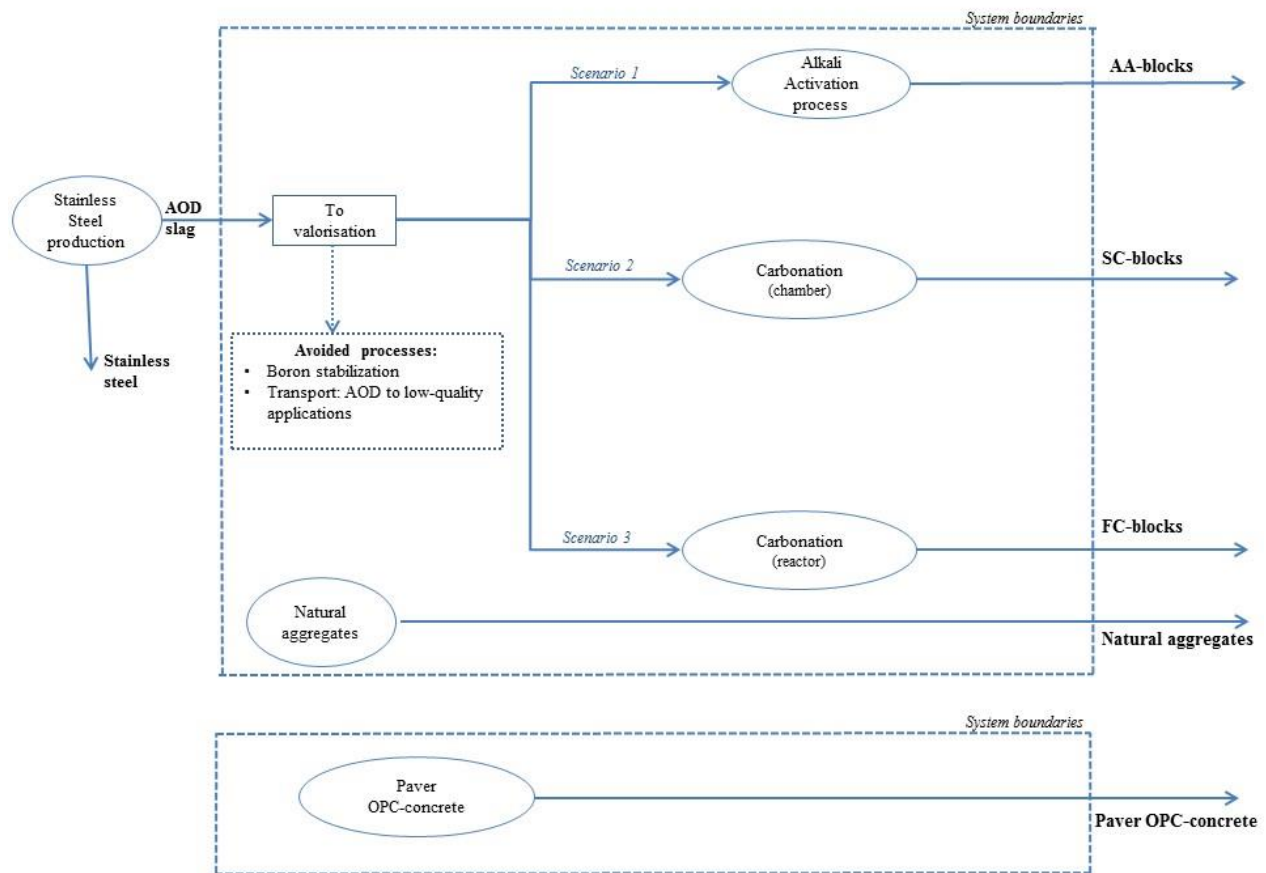 System boundaries
Scenario 1
Alkali
Activation
process
AA-blocks
Stainless
Steel
production
AOD
slag
To
valorisation
Scenario 2
Carbonation
(chamber)
SC-blocks
Stainless
steel
Avoided processes:
• Boron stabilization
• Transport: AOD to low-quality
applications
Scenario 3
Carbonation
(reactor)
FC-blocks
Natural
aggregates
Natural aggregates
System boundaries
Paver
OPC-concrete
Paver OPC-concrete